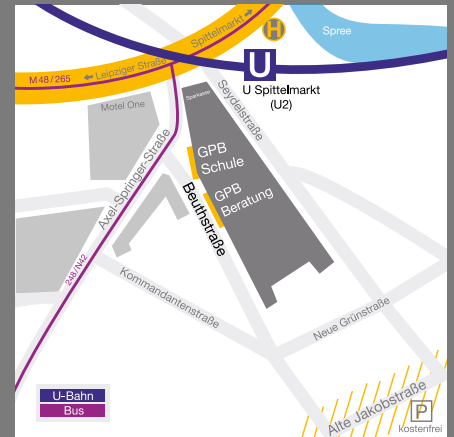 Spittelmarkt →
H
Spree
M48/265
← Leipziger Straße
U
U Spittelmarkt
(U2)
Motel One
Sparkasse
Seydelstraße
Axel-Springer-Straße
GPB
Schule
GPB
Beratung
Beuthstraße
248/N42
Kommandantenstraße
Neue Grünstraße
U-Bahn
Bus
Alte Jakobstraße
P
kostenfrei